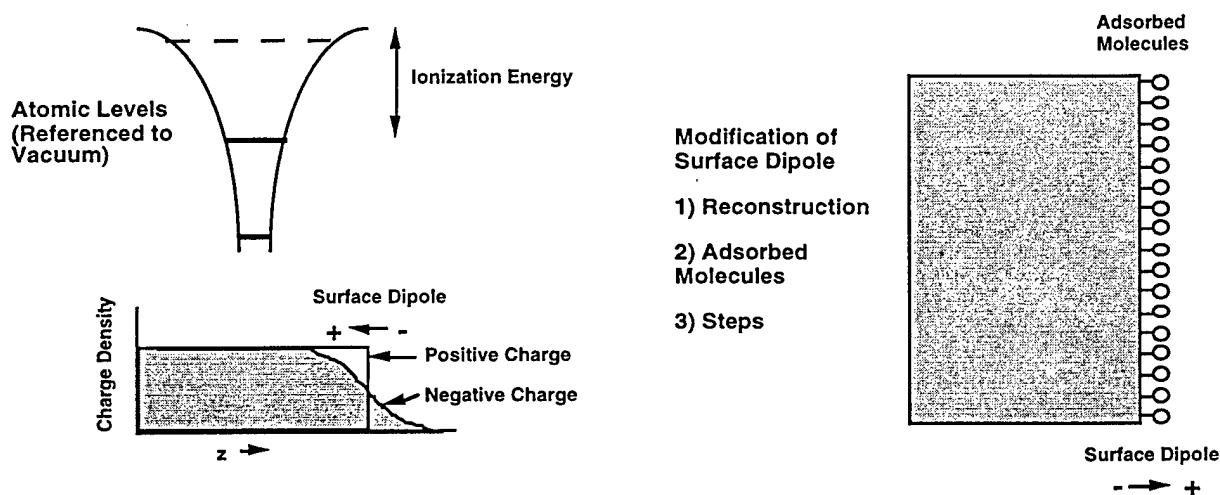 Atomic Levels
(Referenced to
Vacuum)
Ionization Energy
Surface Dipole
+ ← -
Positive Charge
Negative Charge
Charge Density
z →
Modification of
Surface Dipole
1) Reconstruction
2) Adsorbed
Molecules
3) Steps
Adsorbed
Molecules
Surface Dipole
- → +